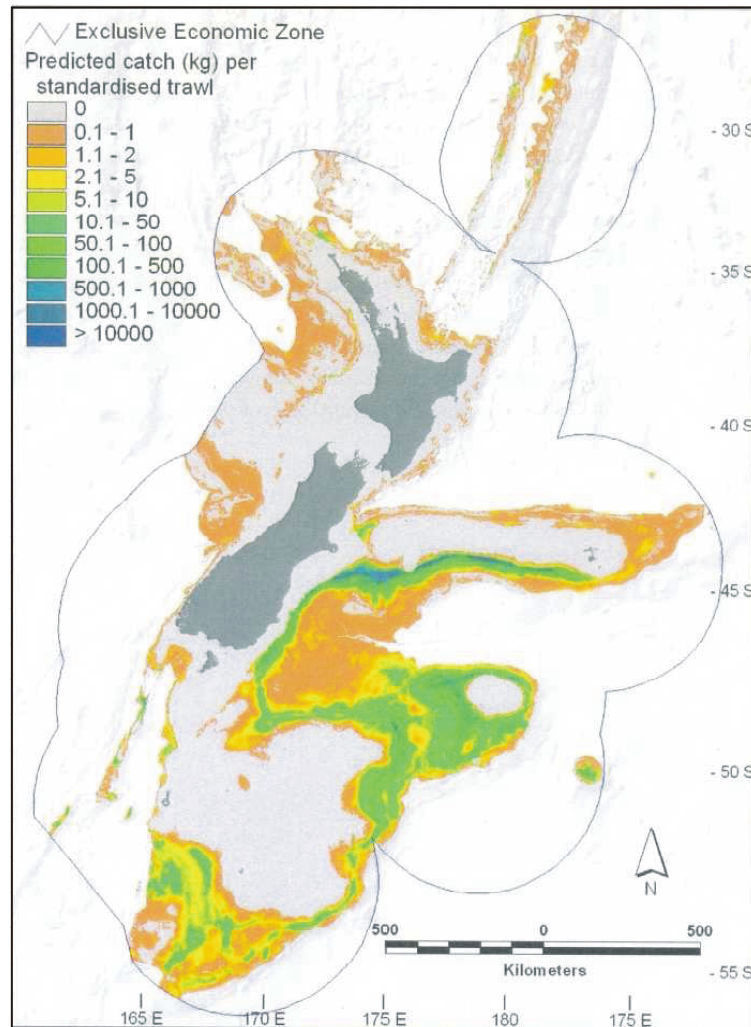 Exclusive Economic Zone
Predicted catch (kg) per
standardised trawl
0
0.1 - 1
1.1 - 2
2.1 - 5
5.1 - 10
10.1 - 50
50.1 - 100
100.1 - 500
500.1 - 1000
1000.1 - 10000
> 10000
- 30 S
- 35 S
- 40 S
- 45 S
- 50 S
- 55 S
N
500 0 500
Kilometers
165 E 170 E 175 E 180 175 E